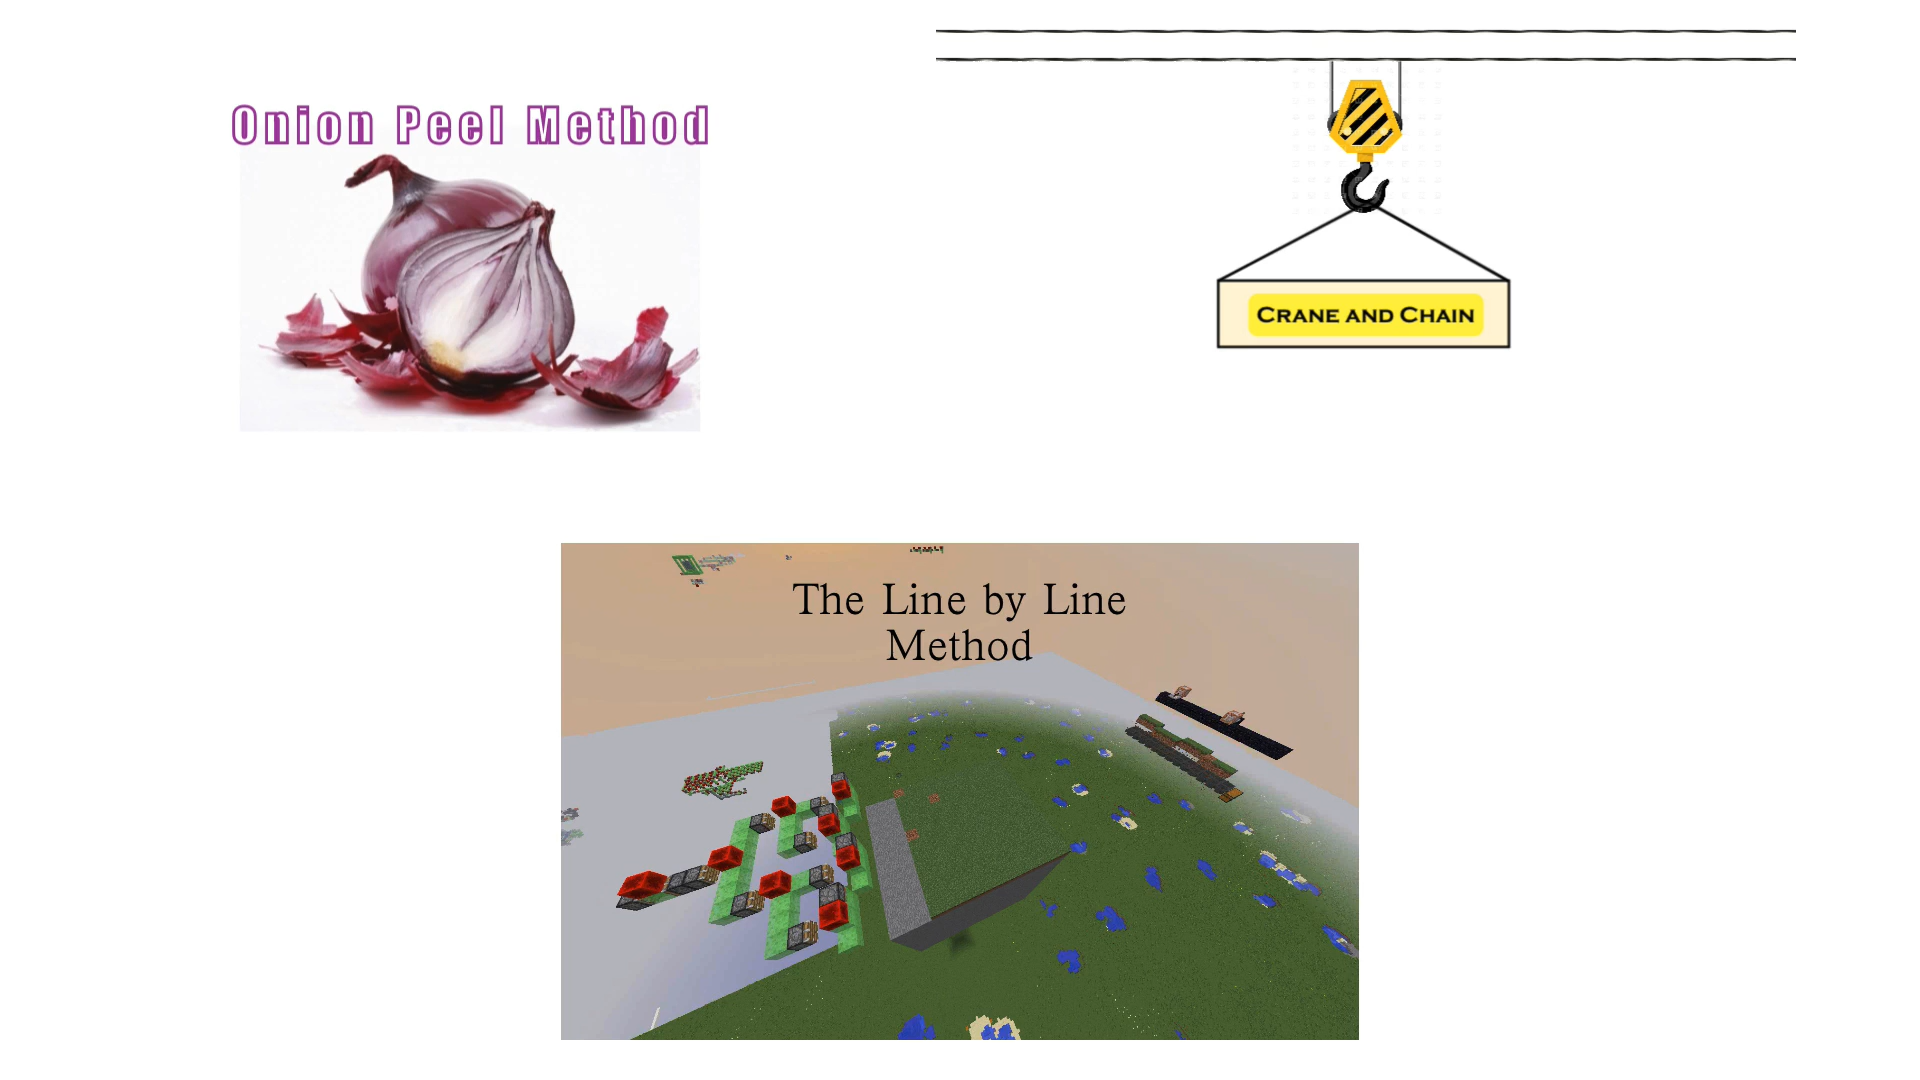 Onion Peel Method
Crane and Chain
The Line by Line
Method